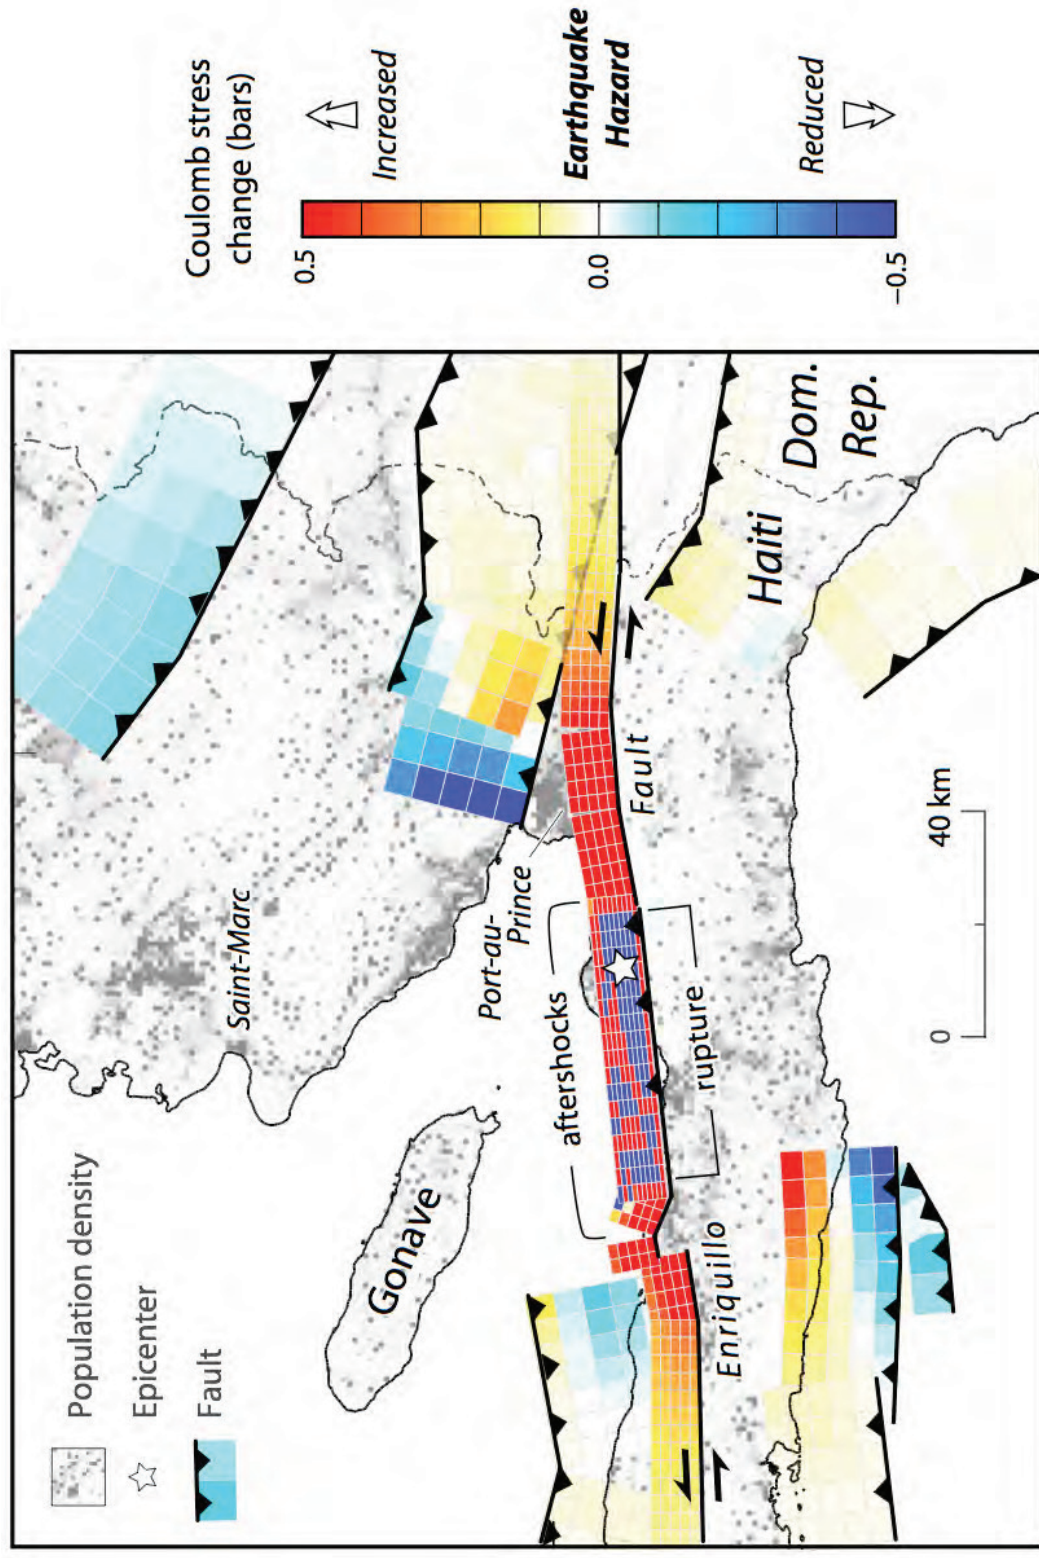 Population density
Epicenter
Fault
Gonave
Saint-Marc
Port-au-
Prince
aftershocks
rupture
Enriquillo
Fault
Haiti
Dom.
Rep.
0
40 km
Coulomb stress
change (bars)
0.5
0.0
–0.5
Increased
Earthquake
Hazard
Reduced